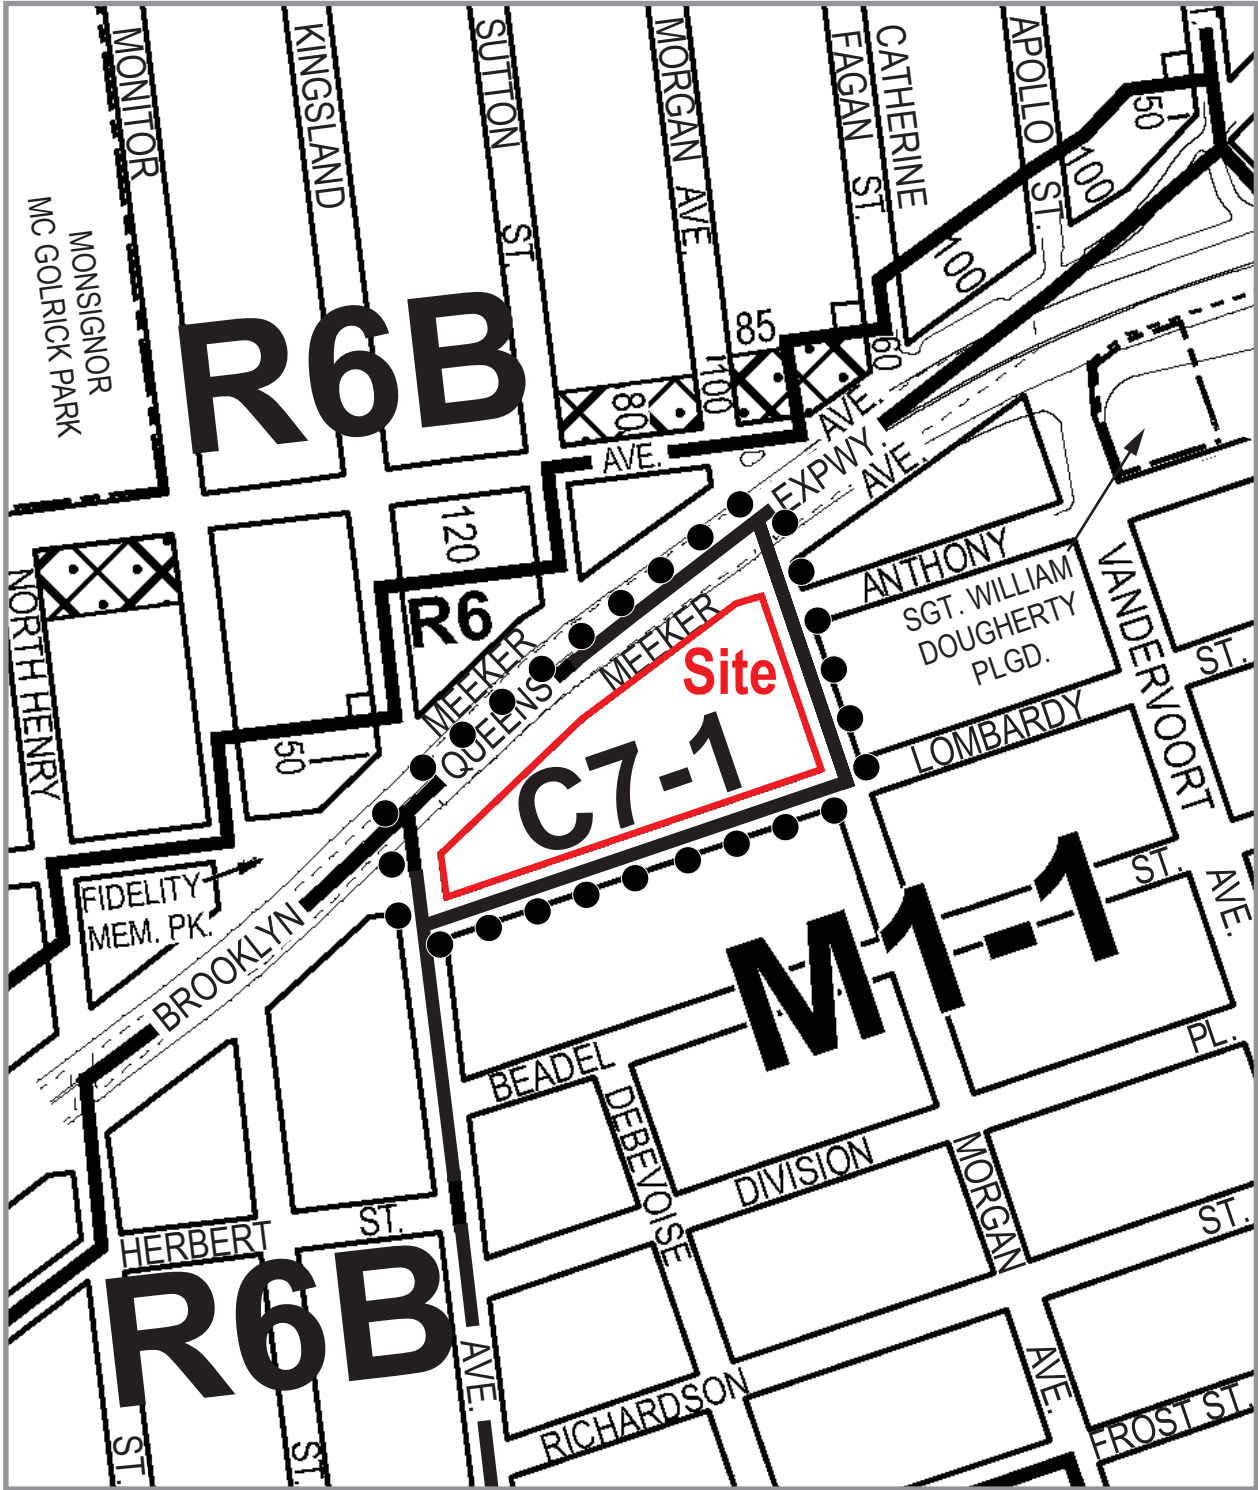 MONITOR
KINGSLAND
SUTTON
ST.
MORGAN AVE.
FAGAN ST.
CATHERINE
APOLLO ST.
50
100
100
MONSIGNOR
MC GOLRICK PARK
R6B
85
100
80
60
AVE.
AVE.
EXPWY.
AVE.
120
R6
NORTH HENRY
MEEKER
QUEENS
MEEKER
Site
C7-1
ANTHONY
SGT. WILLIAM
DOUGHERTY
PLGD.
VANDERVOORT
ST.
LOMBARDY
50
FIDELITY
MEM. PK.
BROOKLYN
ST.
AVE.
M1-1
BEADEL
DEBEVOISE
DIVISION
MORGAN
PL.
ST.
HERBERT
ST.
R6B
AVE.
AVE.
RICHARDSON
FROST ST.
ST.
ST.